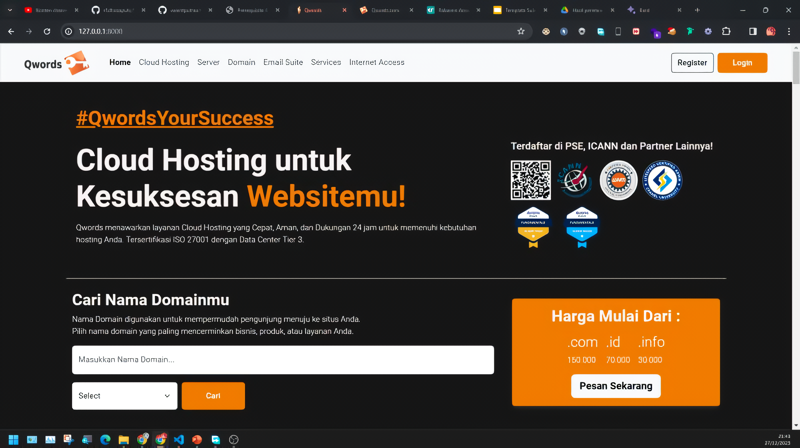 Qwords
127.0.0.1:8000
Qwords
Home
Cloud Hosting
Server
Domain
Email Suite
Services
Internet Access
Register
Login
#QwordsYourSuccess
Cloud Hosting untuk
Kesuksesan Websitemu!
Qwords menawarkan layanan Cloud Hosting yang Cepat, Aman, dan Dukungan 24 jam untuk memenuhi kebutuhan
hosting Anda. Tersertifikasi ISO 27001 dengan Data Center Tier 3.
Terdaftar di PSE, ICANN dan Partner Lainnya!
ICANN
Cari Nama Domainmu
Nama Domain digunakan untuk mempermudah pengunjung menuju ke situs Anda.
Pilih nama domain yang paling mencerminkan bisnis, produk, atau layanan Anda.
Masukkan Nama Domain...
Select
Cari
Harga Mulai Dari :
.com .id .info
150.000 70.000 30.000
Pesan Sekarang
27/12/2023